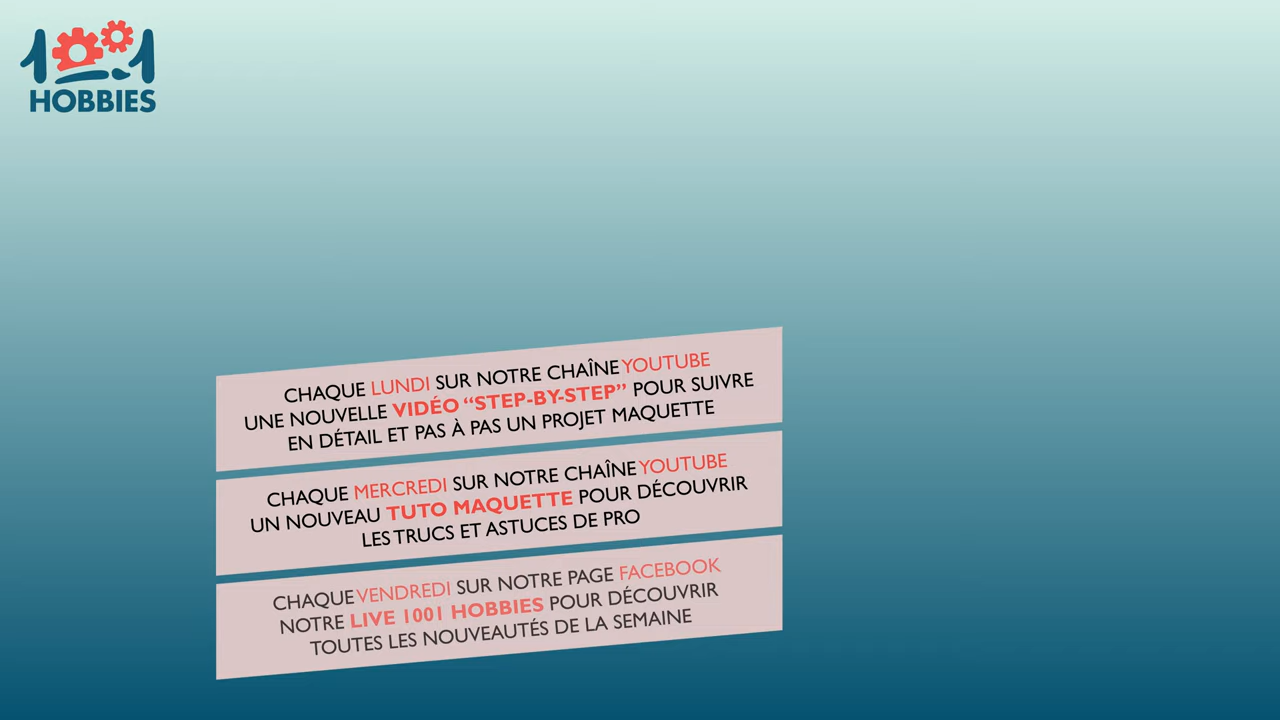 1001
HOBBIES
CHAQUE LUNDI SUR NOTRE CHAÎNE YOUTUBE
UNE NOUVELLE VIDÉO “STEP-BY-STEP” POUR SUIVRE
EN DÉTAIL ET PAS À PAS UN PROJET MAQUETTE
CHAQUE MERCREDI SUR NOTRE CHAÎNE YOUTUBE
UN NOUVEAU TUTO MAQUETTE POUR DÉCOUVRIR
LES TRUCS ET ASTUCES DE PRO
CHAQUE VENDREDI SUR NOTRE PAGE FACEBOOK
NOTRE LIVE 1001 HOBBIES POUR DÉCOUVRIR
TOUTES LES NOUVEAUTÉS DE LA SEMAINE